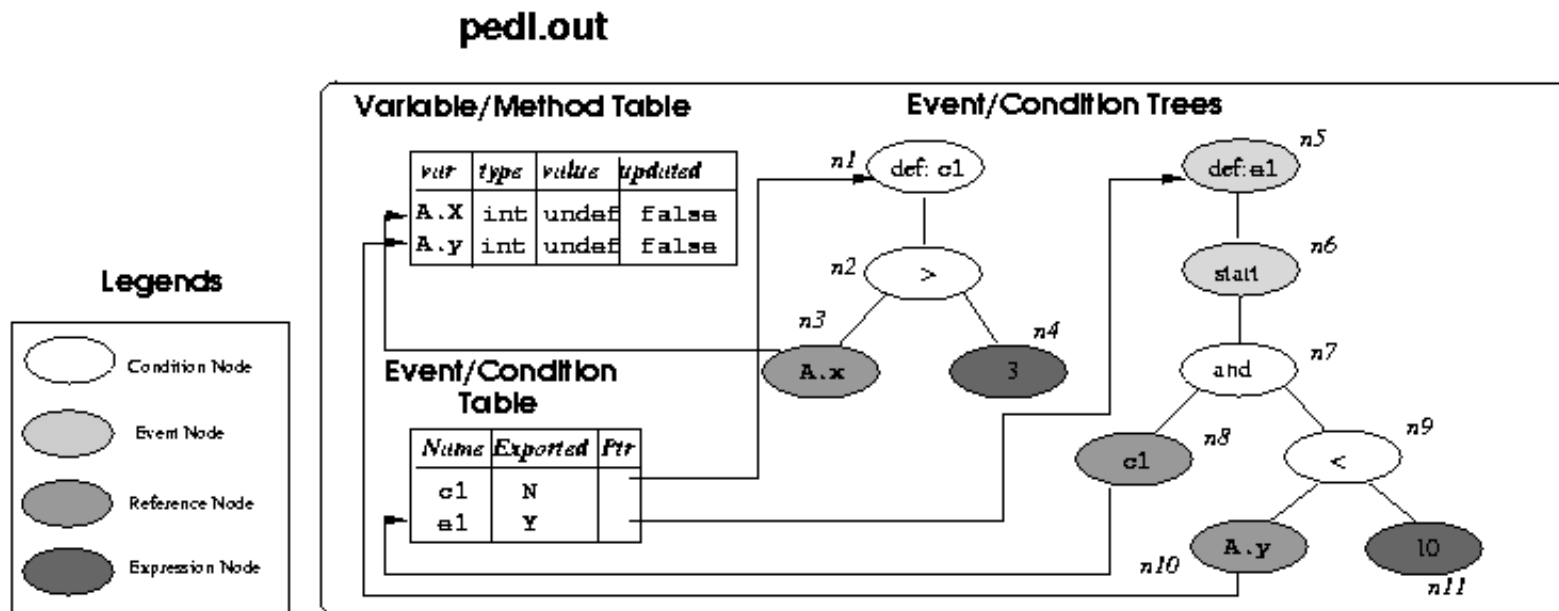 pedl.out
Variable/Method Table
var type value updated
A.X int undef false
A.y int undef false
Event/Condition Trees
n1
def: c1
n2
>
n3
A.x
n4
3
n5
def:e1
n6
start
n7
and
n8
c1
n9
<
n10
A.y
n11
10
Event/Condition
Table
Name Exported Ptr
c1 N
e1 Y
Legends
Condition Node
Event Node
Reference Node
Expression Node